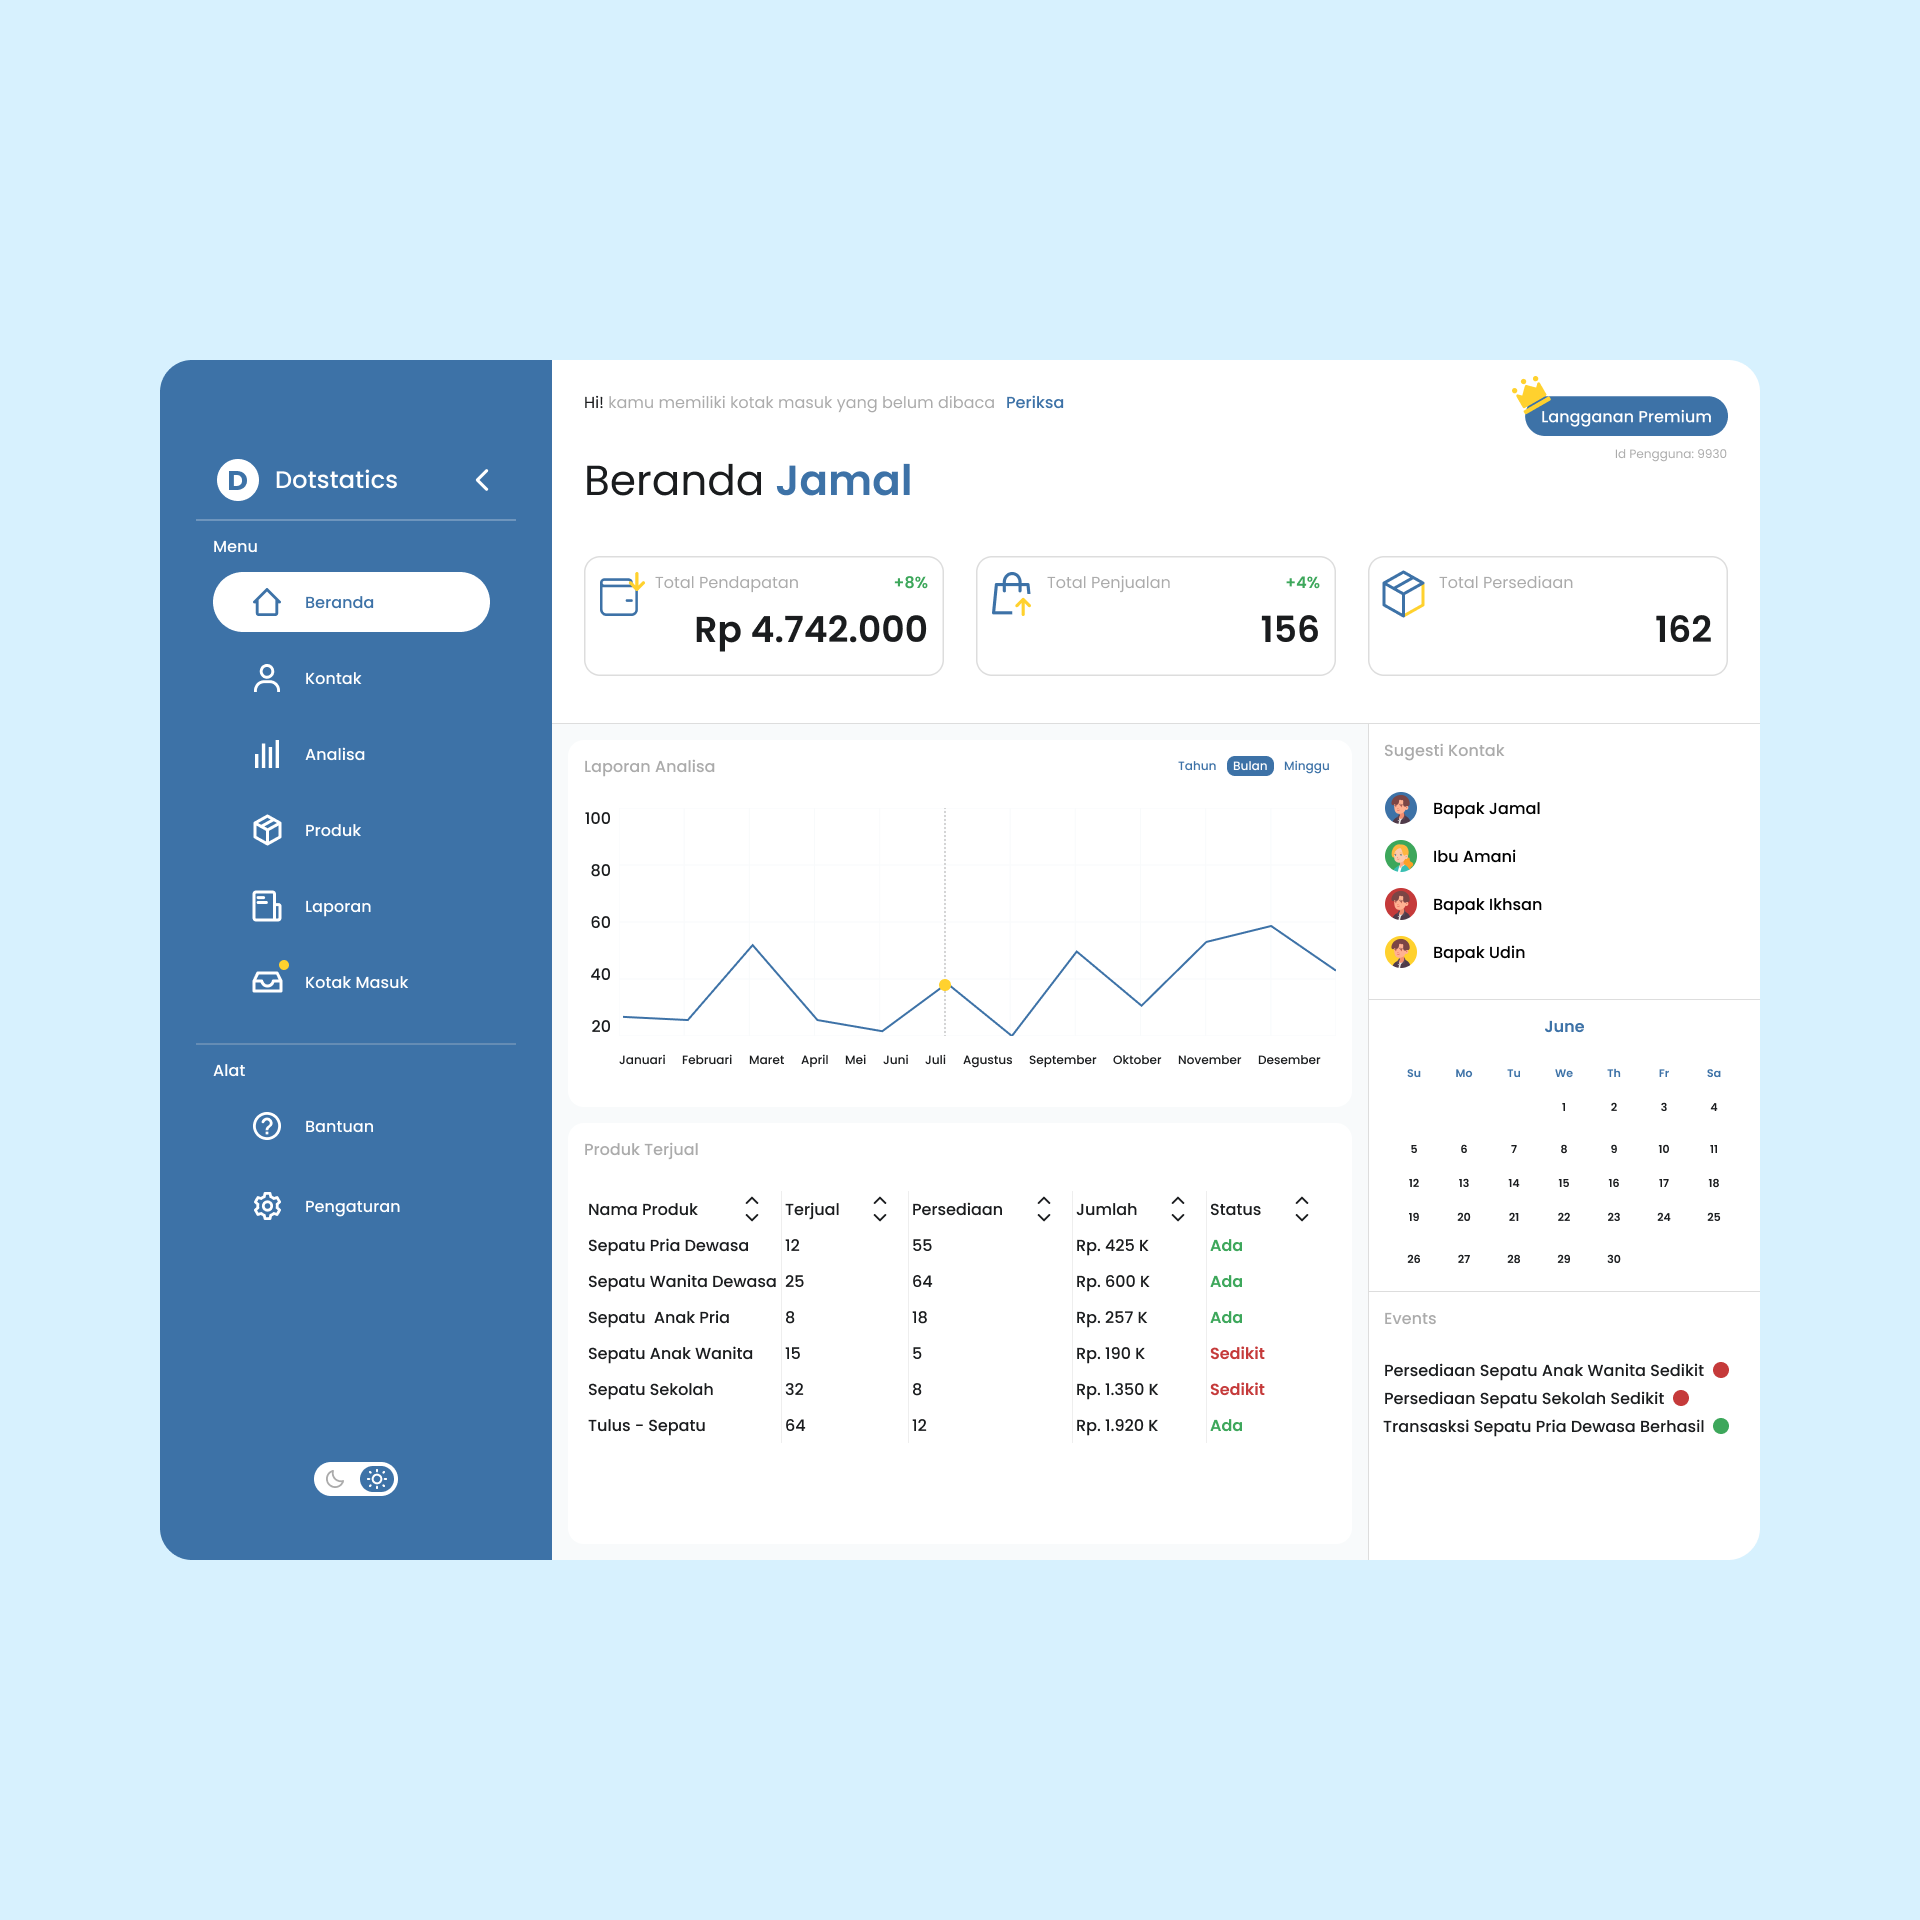 D Dotstatics
Menu
Beranda
Kontak
Analisa
Produk
Laporan
Kotak Masuk
Alat
Bantuan
Pengaturan
Hi! kamu memiliki kotak masuk yang belum dibaca Periksa
Langganan Premium
Id Pengguna: 9930
Beranda Jamal
Total Pendapatan +8%
Rp 4.742.000
Total Penjualan +4%
156
Total Persediaan
162
Laporan Analisa Tahun Bulan Minggu
100
80
60
40
20
Januari Februari Maret April Mei Juni Juli Agustus September Oktober November Desember
Produk Terjual
Nama Produk Terjual Persediaan Jumlah Status
Sepatu Pria Dewasa 12 55 Rp. 425 K Ada
Sepatu Wanita Dewasa 25 64 Rp. 600 K Ada
Sepatu  Anak Pria 8 18 Rp. 257 K Ada
Sepatu Anak Wanita 15 5 Rp. 190 K Sedikit
Sepatu Sekolah 32 8 Rp. 1.350 K Sedikit
Tulus - Sepatu 64 12 Rp. 1.920 K Ada
Sugesti Kontak
Bapak Jamal
Ibu Amani
Bapak Ikhsan
Bapak Udin
June
Su Mo Tu We Th Fr Sa
1 2 3 4
5 6 7 8 9 10 11
12 13 14 15 16 17 18
19 20 21 22 23 24 25
26 27 28 29 30
Events
Persediaan Sepatu Anak Wanita Sedikit
Persediaan Sepatu Sekolah Sedikit
Transasksi Sepatu Pria Dewasa Berhasil